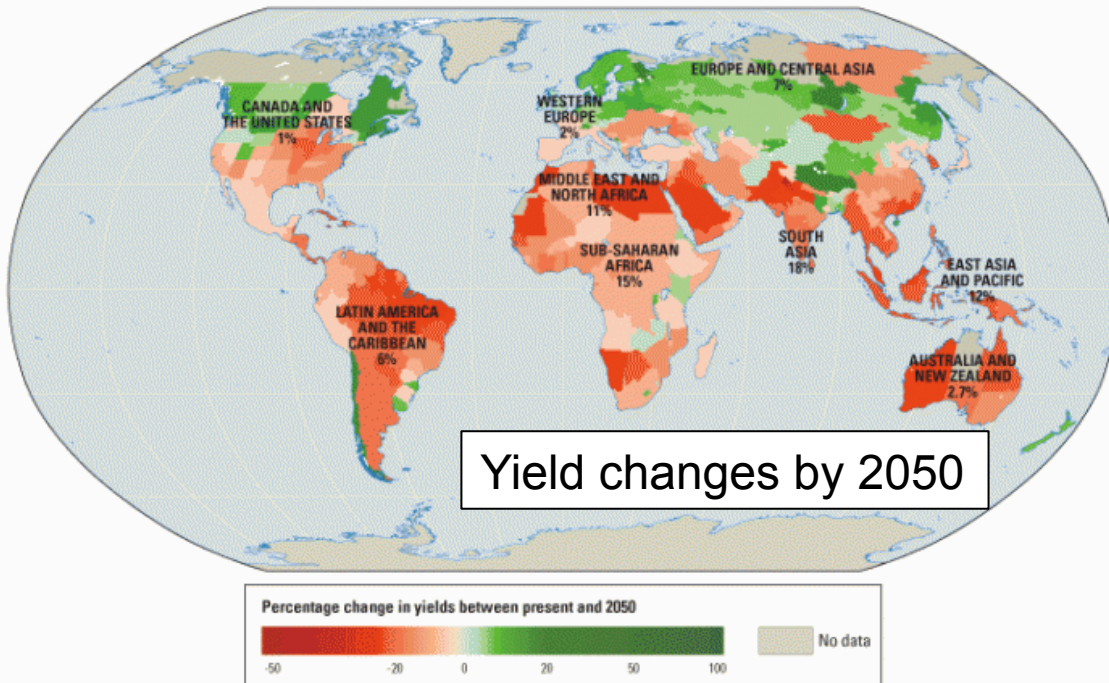 EUROPE AND CENTRAL ASIA
7%
CANADA AND
THE UNITED STATES
1%
WESTERN
EUROPE
2%
MIDDLE EAST AND
NORTH AFRICA
11%
SUB-SAHARAN
AFRICA
15%
SOUTH
ASIA
18%
EAST ASIA
AND PACIFIC
12%
LATIN AMERICA
AND THE
CARIBBEAN
6%
AUSTRALIA AND
NEW ZEALAND
2.7%
Yield changes by 2050
Percentage change in yields between present and 2050
-50 -20 0 20 50 100
No data